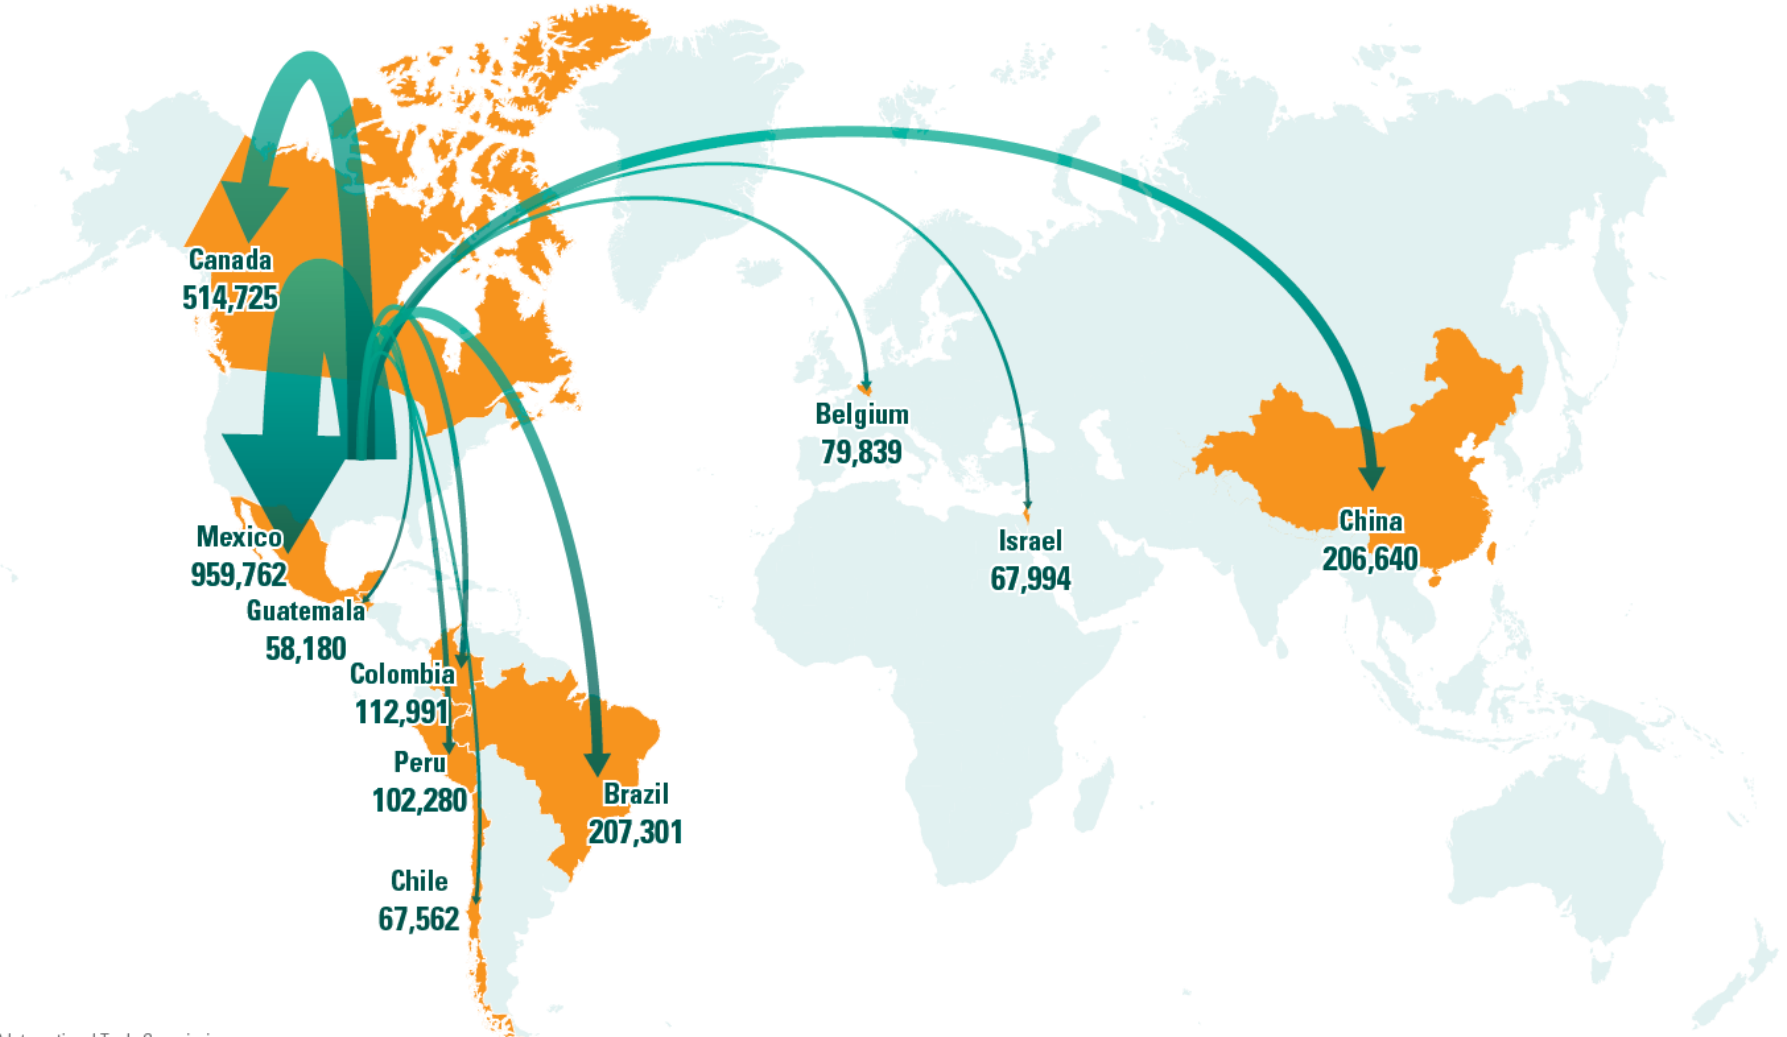 Canada
514,725
Belgium
79,839
China
206,640
Mexico
959,762
Israel
67,994
Guatemala
58,180
Colombia
112,991
Peru
102,280
Brazil
207,301
Chile
67,562